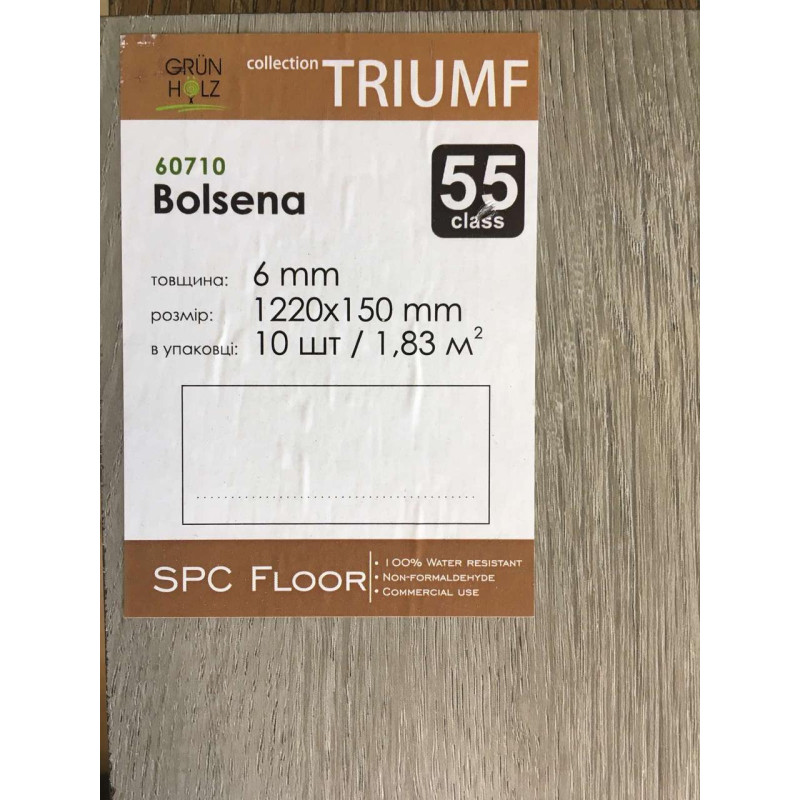 GRÜN
HOLZ
collection TRIUMF
60710
Bolsena
55
class
товщина: 6 mm
розмір: 1220x150 mm
в упаковці: 10 шт / 1,83 м²
SPC FLOOR
• 100% WATER RESISTANT
• NON-FORMALDEHYDE
• COMMERCIAL USE